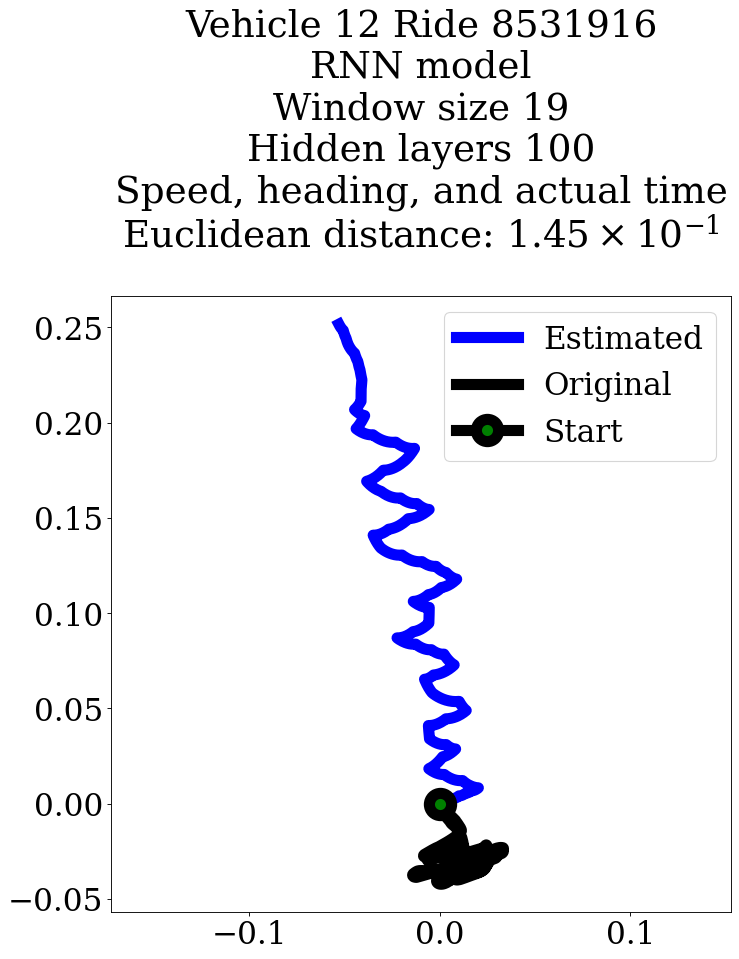 Vehicle 12 Ride 8531916
RNN model
Window size 19
Hidden layers 100
Speed, heading, and actual time
Euclidean distance: 1.45 × 10⁻¹
Estimated
Original
Start
0.25
0.20
0.15
0.10
0.05
0.00
−0.05
−0.1
0.0
0.1